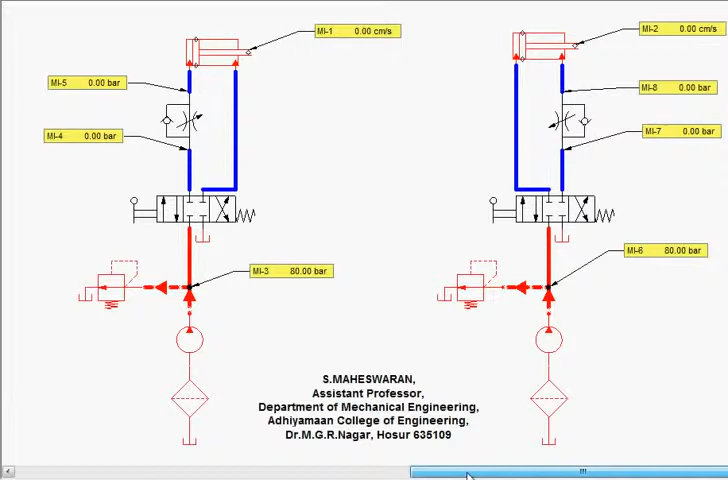 MI-1 0.00 cm/s
MI-2 0.00 cm/s
MI-5 0.00 bar
MI-8 0.00 bar
MI-4 0.00 bar
MI-7 0.00 bar
MI-3 80.00 bar
MI-6 80.00 bar
S.MAHESWARAN,
Assistant Professor,
Department of Mechanical Engineering,
Adhiyamaan College of Engineering,
Dr.M.G.R.Nagar, Hosur 635109